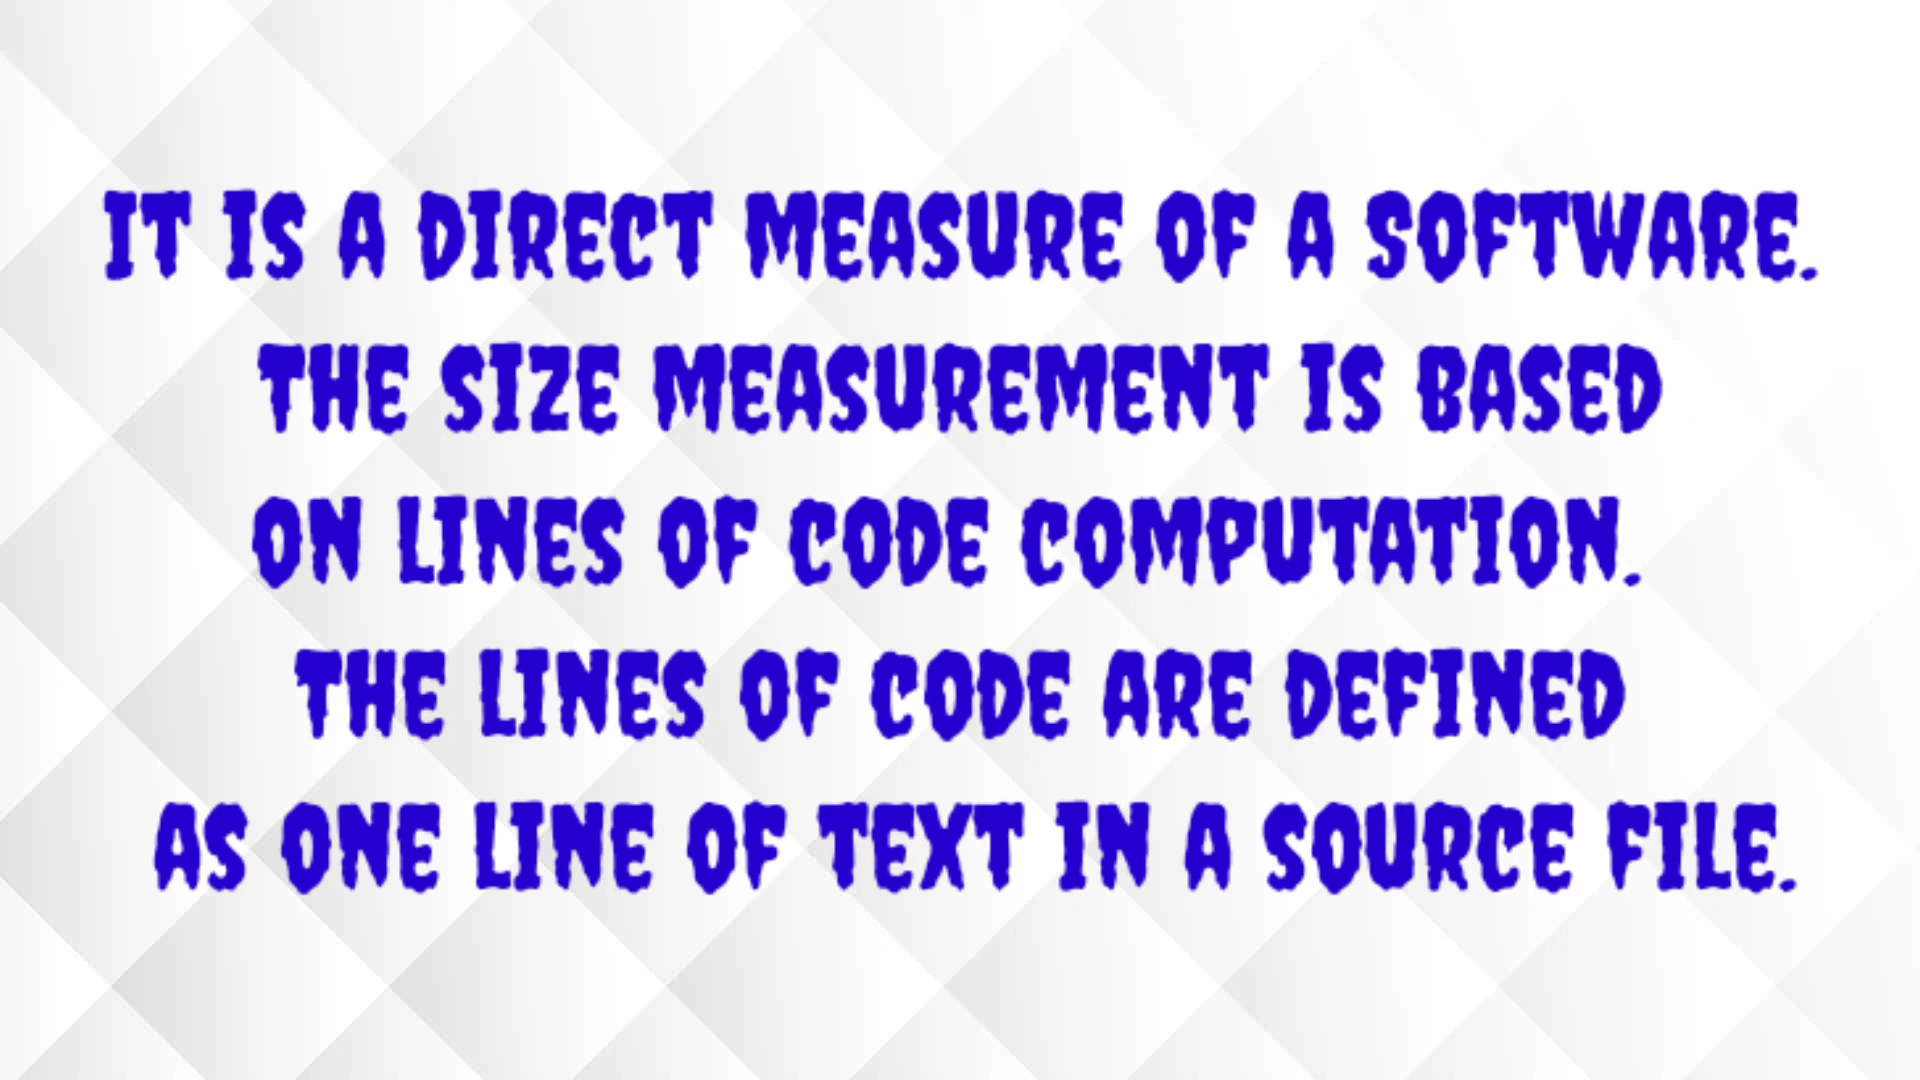 IT IS A DIRECT MEASURE OF A SOFTWARE.
THE SIZE MEASUREMENT IS BASED
ON LINES OF CODE COMPUTATION.
THE LINES OF CODE ARE DEFINED
AS ONE LINE OF TEXT IN A SOURCE FILE.